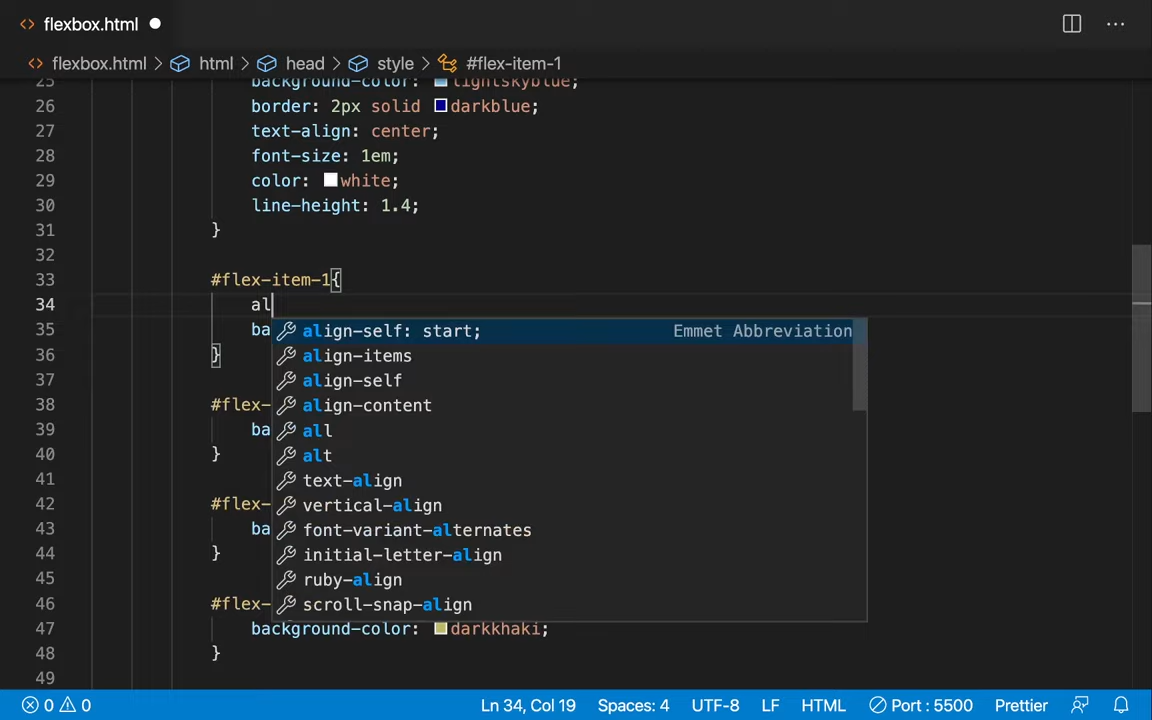 <> flexbox.html ● ···
<> flexbox.html > html > head > style > #flex-item-1
25 background-color: lightskyblue;
26 border: 2px solid darkblue;
27 text-align: center;
28 font-size: 1em;
29 color: white;
30 line-height: 1.4;
31 }
32
33 #flex-item-1{
34 al
35 ba align-self: start; Emmet Abbreviation
36 } align-items
37 align-self
38 #flex- align-content
39 ba all
40 } alt
41 text-align
42 #flex- vertical-align
43 ba font-variant-alternates
44 } initial-letter-align
45 ruby-align
46 #flex- scroll-snap-align
47 background-color: darkkhaki;
48 }
49
0 0 Ln 34, Col 19 Spaces: 4 UTF-8 LF HTML Port : 5500 Prettier